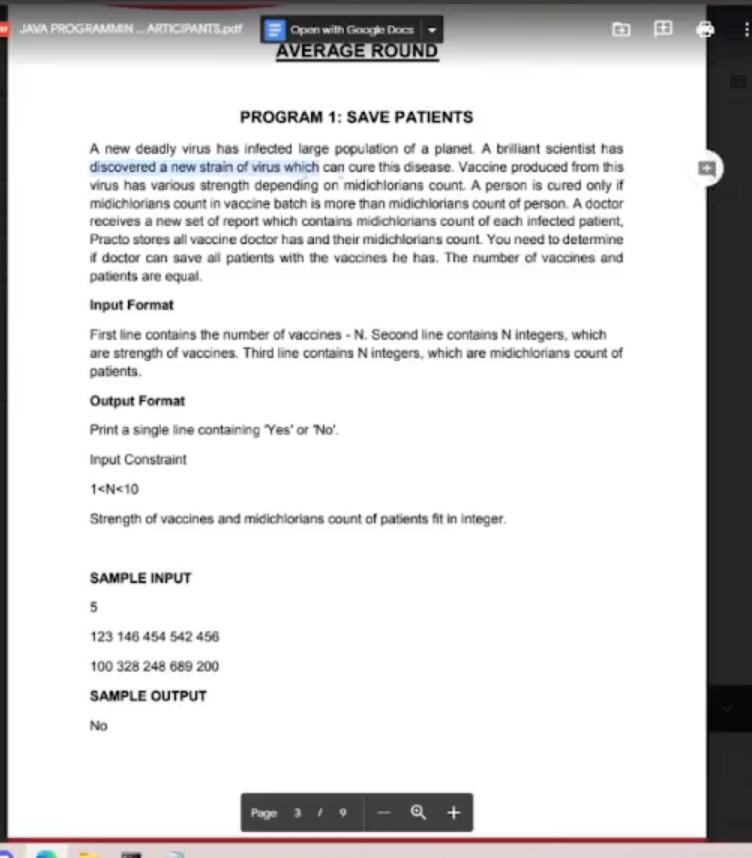 JAVA PROGRAMMIN ... ARTICIPANTS.pdf
Open with Google Docs
AVERAGE ROUND
PROGRAM 1: SAVE PATIENTS
A new deadly virus has infected large population of a planet. A brilliant scientist has
discovered a new strain of virus which can cure this disease. Vaccine produced from this
virus has various strength depending on midichlorians count. A person is cured only if
midichlorians count in vaccine batch is more than midichlorians count of person. A doctor
receives a new set of report which contains midichlorians count of each infected patient,
Practo stores all vaccine doctor has and their midichlorians count. You need to determine
if doctor can save all patients with the vaccines he has. The number of vaccines and
patients are equal.
Input Format
First line contains the number of vaccines - N. Second line contains N integers, which
are strength of vaccines. Third line contains N integers, which are midichlorians count of
patients.
Output Format
Print a single line containing 'Yes' or 'No'.
Input Constraint
1<N<10
Strength of vaccines and midichlorians count of patients fit in integer.
SAMPLE INPUT
5
123 146 454 542 456
100 328 248 689 200
SAMPLE OUTPUT
No
Page 3 / 9